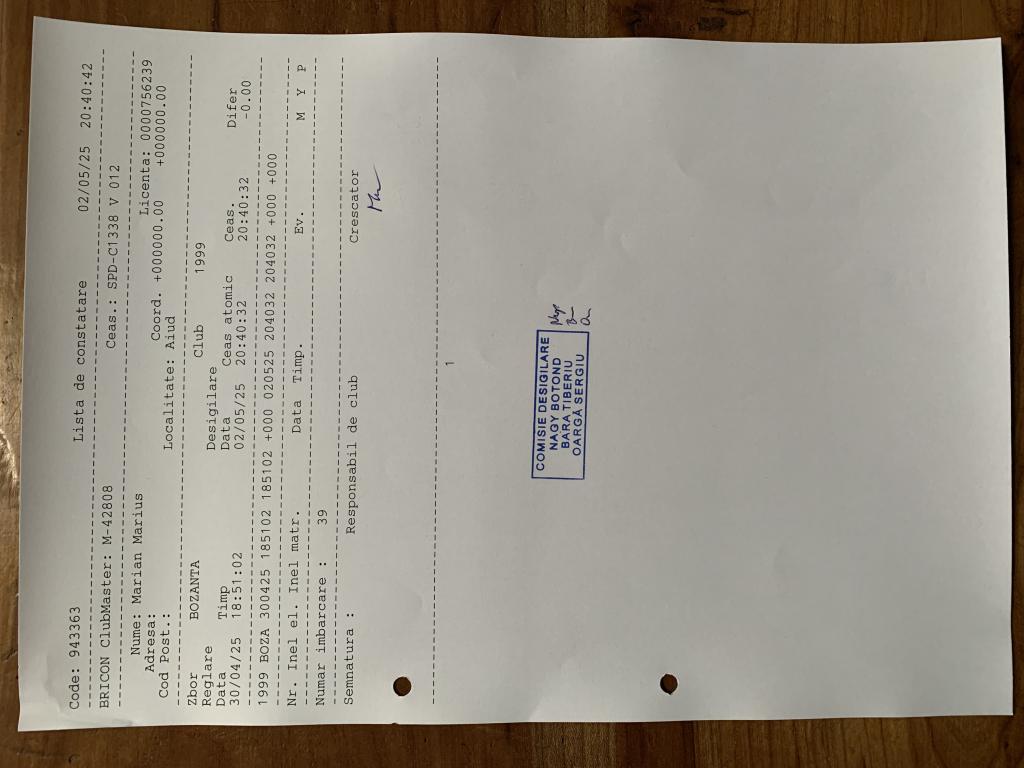 Code: 943363 Lista de constatare 02/05/25 20:40:42
BRICON ClubMaster: M-42808 Ceas.: SPD-C1338 V 012
Nume: Marian Marius Licenta: 0000756239
Adresa: Coord. +000000.00 +000000.00
Cod Post.: Localitate: Aiud
Zbor BOZANTA Club 1999
Reglare Desigilare
Data Timp Data Ceas atomic Ceas. Difer
30/04/25 18:51:02 02/05/25 20:40:32 20:40:32 -0.00
1999 BOZA 300425 185102 185102 +000 020525 204032 204032 +000 +000
Nr. Inel el. Inel matr. Data Timp. Ev. M Y P
Numar imbarcare : 39
Semnatura : Responsabil de club Crescator
1
COMISIE DESIGILARE
NAGY BOTOND
BARA TIBERIU
OARGĂ SERGIU